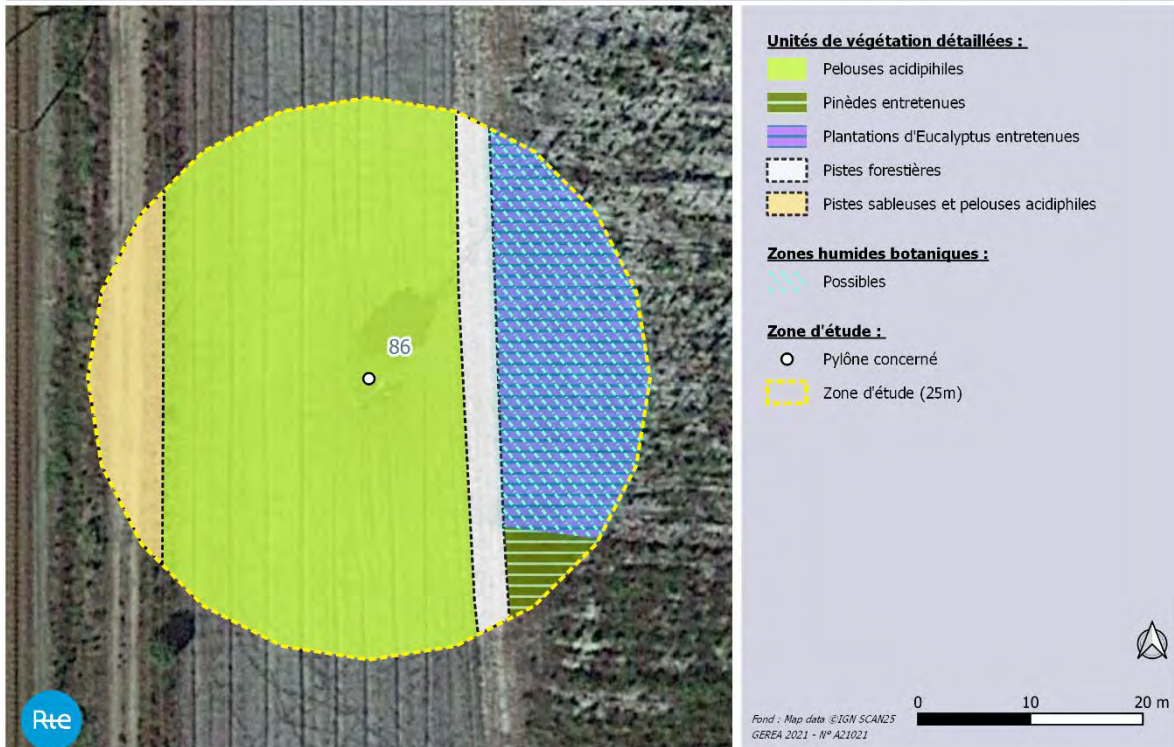 86
Rte
Unités de végétation détaillées :
Pelouses acidipihiles
Pinèdes entretenues
Plantations d'Eucalyptus entretenues
Pistes forestières
Pistes sableuses et pelouses acidiphiles
Zones humides botaniques :
Possibles
Zone d'étude :
Pylône concerné
Zone d'étude (25m)
0 10 20 m
Fond : Map data ©IGN SCAN25
GEREA 2021 - N° A21021